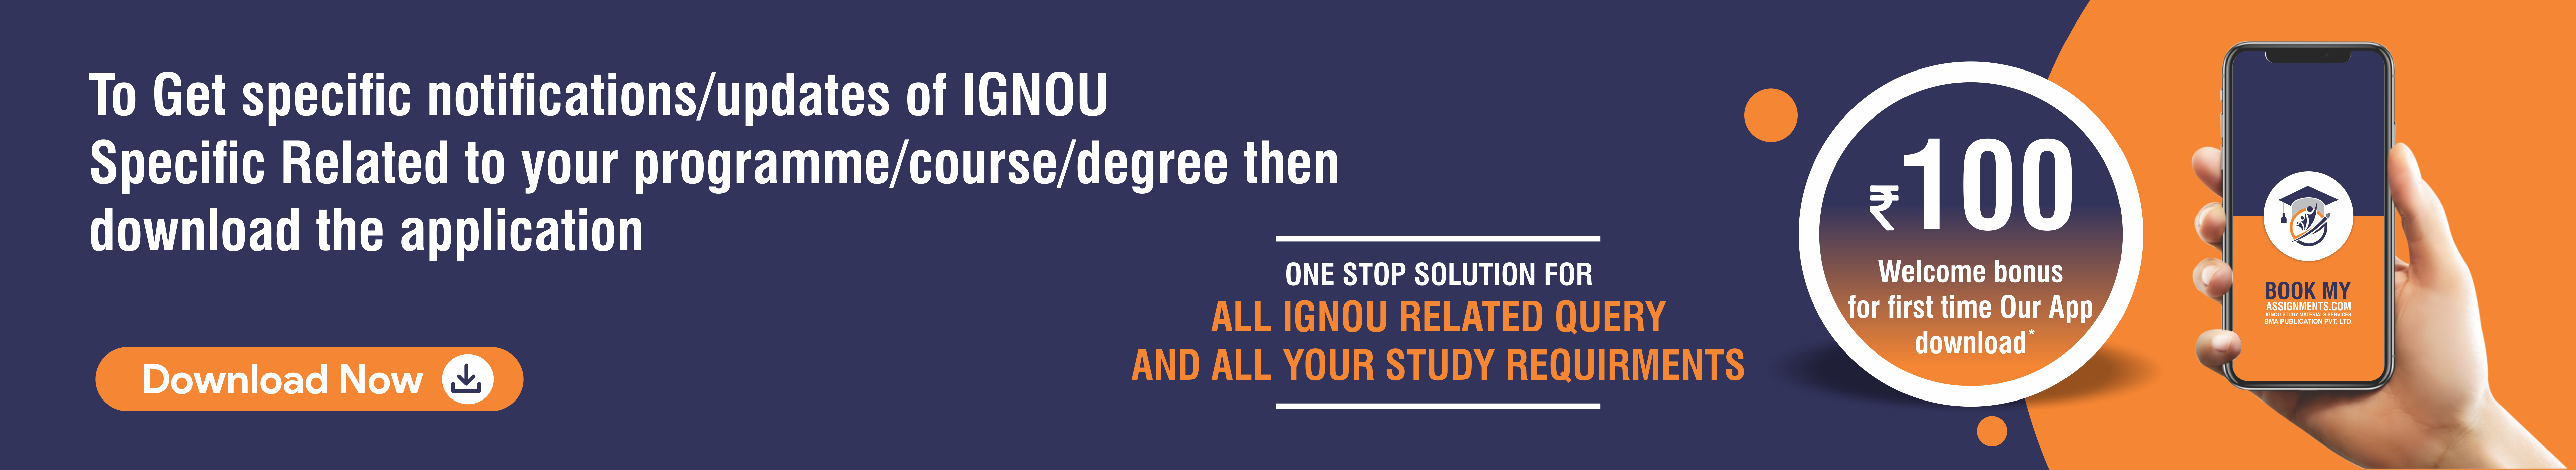 To Get specific notifications/updates of IGNOU
Specific Related to your programme/course/degree then
download the application
Download Now
ONE STOP SOLUTION FOR
ALL IGNOU RELATED QUERY
AND ALL YOUR STUDY REQUIRMENTS
₹100
Welcome bonus
for first time Our App
download*
BOOK MY
ASSIGNMENTS.COM
IGNOU STUDY MATERIALS SERVICES
BMA PUBLICATION PVT. LTD.